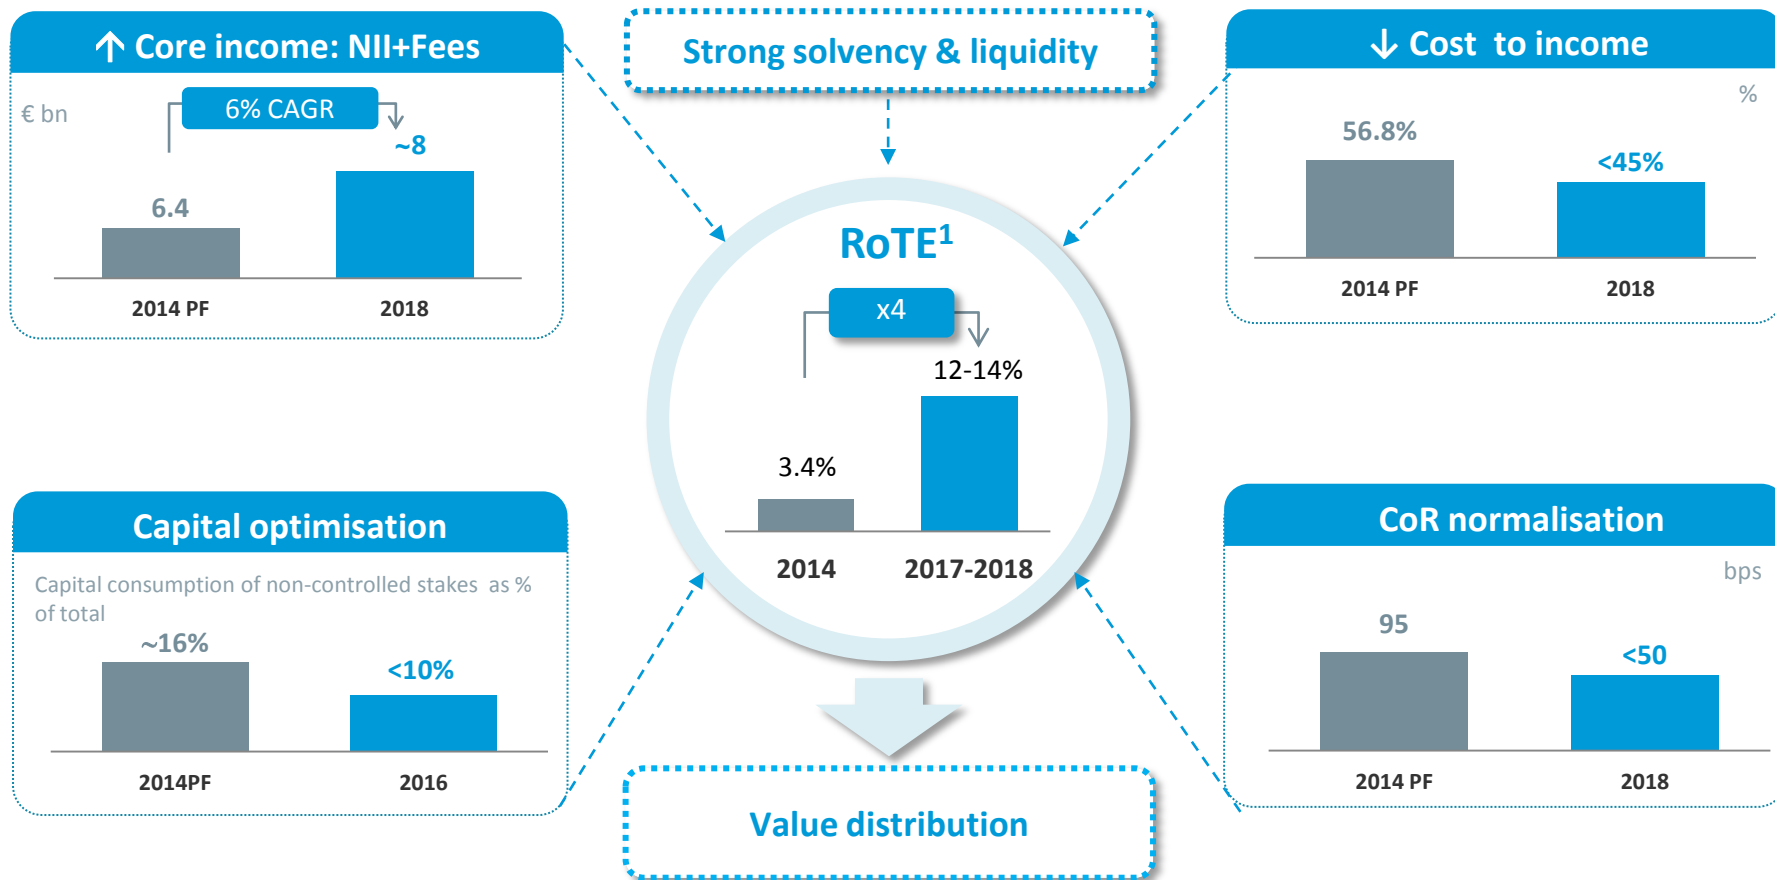 ↑ Core income: NII+Fees
€ bn
6% CAGR
~8
6.4
2014 PF
2018
Strong solvency & liquidity
↓ Cost to income
%
56.8%
<45%
2014 PF
2018
RoTE¹
x4
12-14%
3.4%
2014
2017-2018
Capital optimisation
Capital consumption of non-controlled stakes as %
of total
~16%
<10%
2014PF
2016
CoR normalisation
bps
95
<50
2014 PF
2018
Value distribution